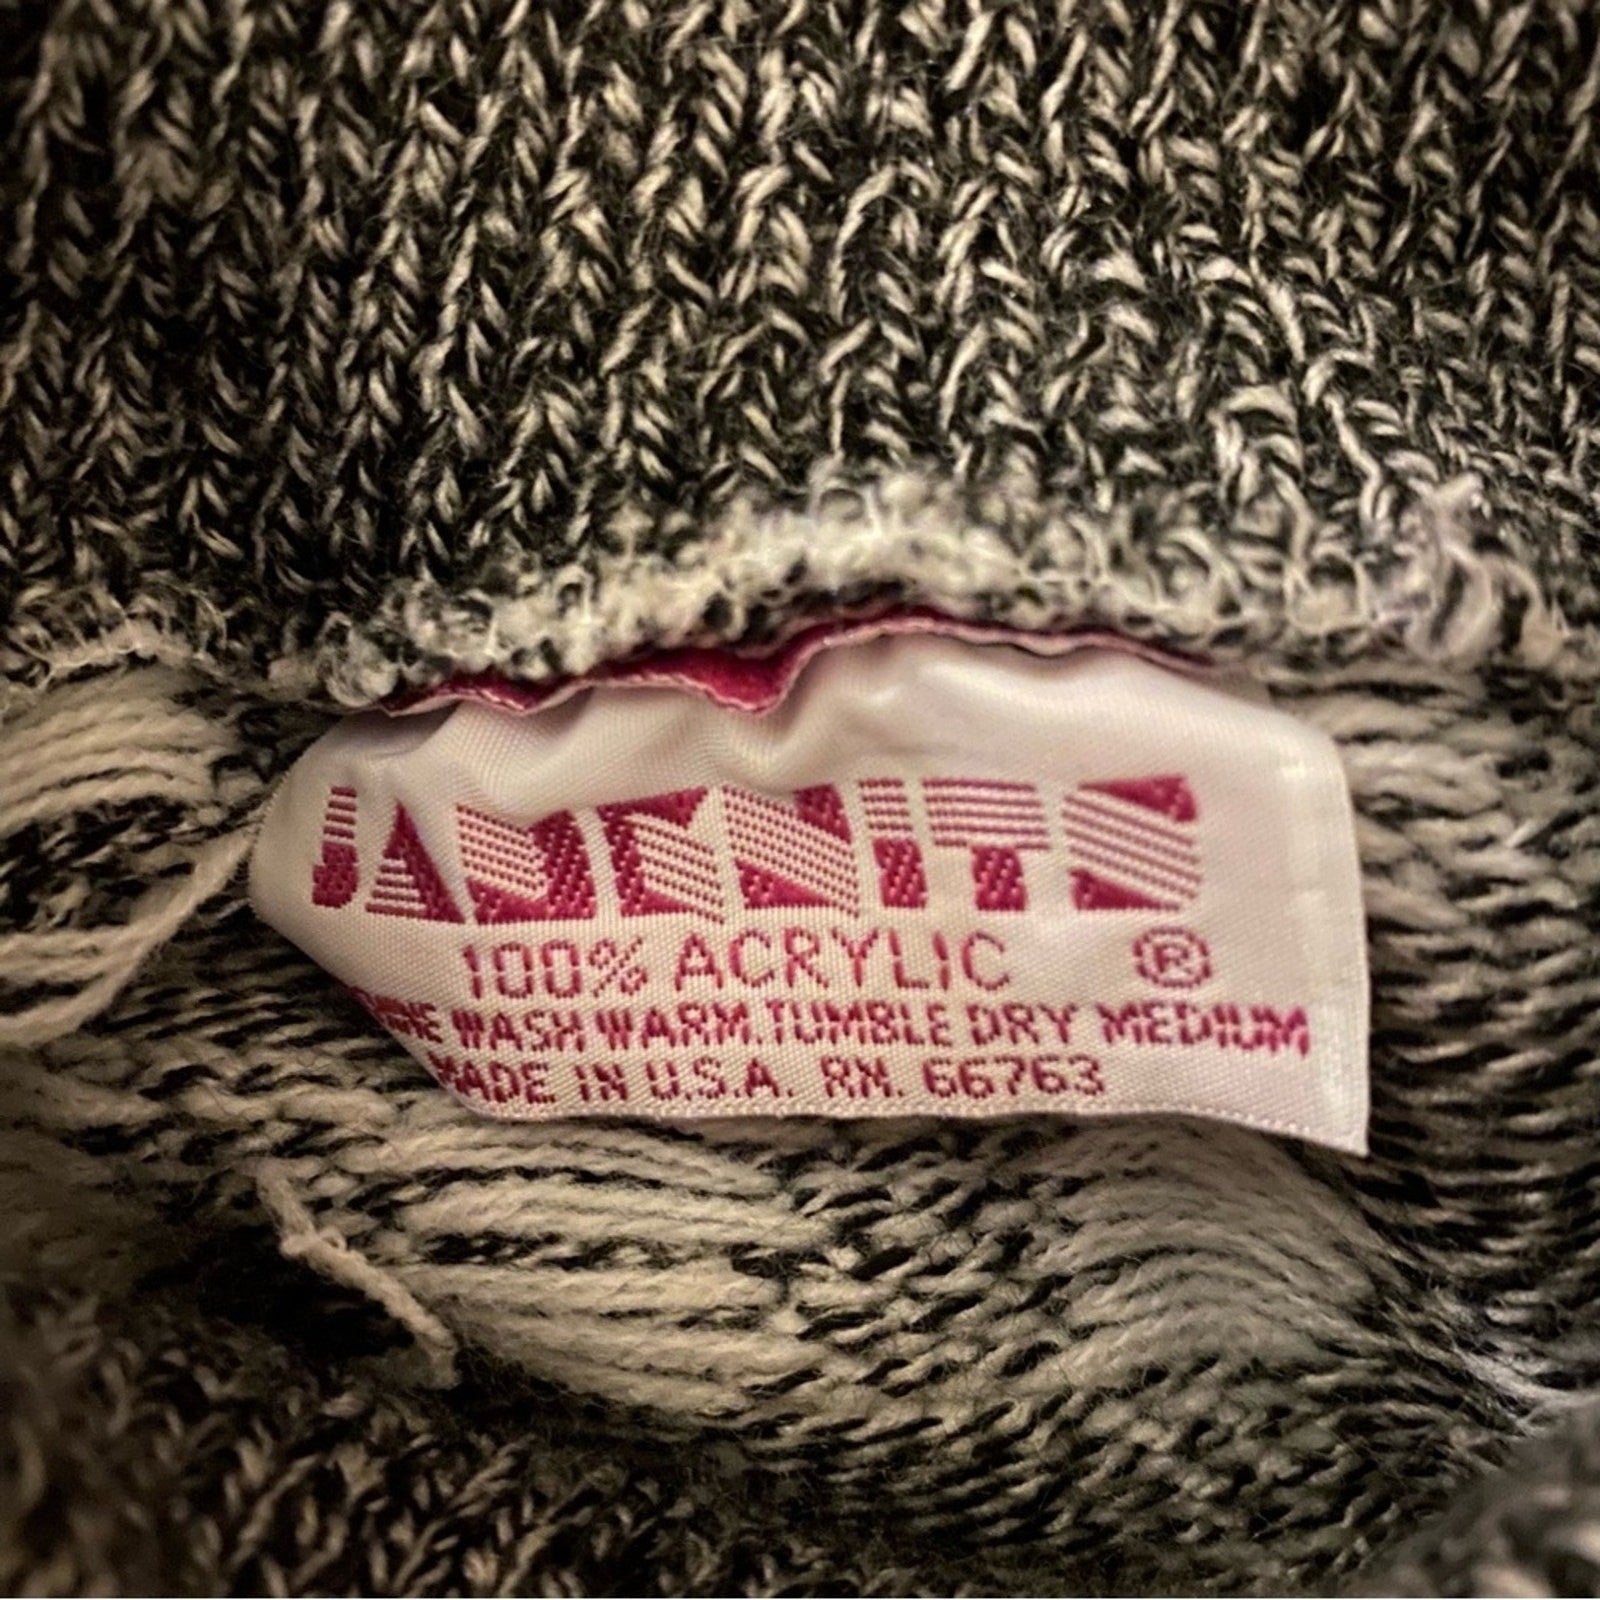 100% ACRYLIC ®
WASH WARM. TUMBLE DRY MEDIUM
MADE IN U.S.A. RN. 66763